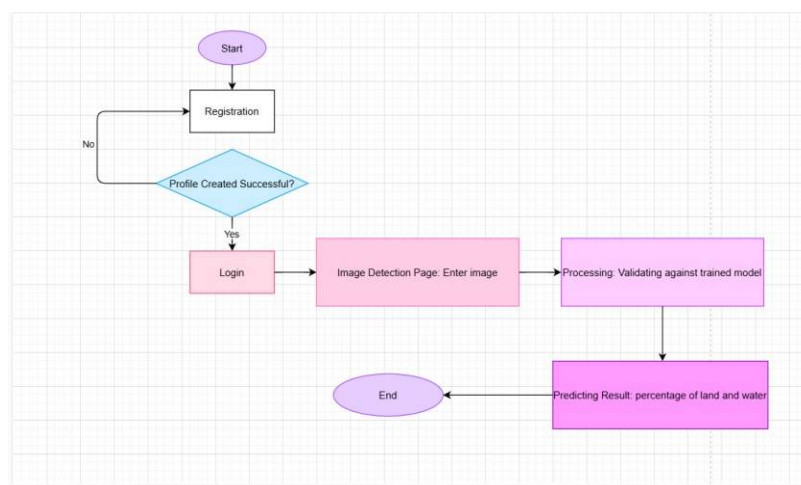 Start
Registration
No
Profile Created Successful?
Yes
Login
Image Detection Page: Enter image
Processing: Validating against trained model
End
Predicting Result: percentage of land and water